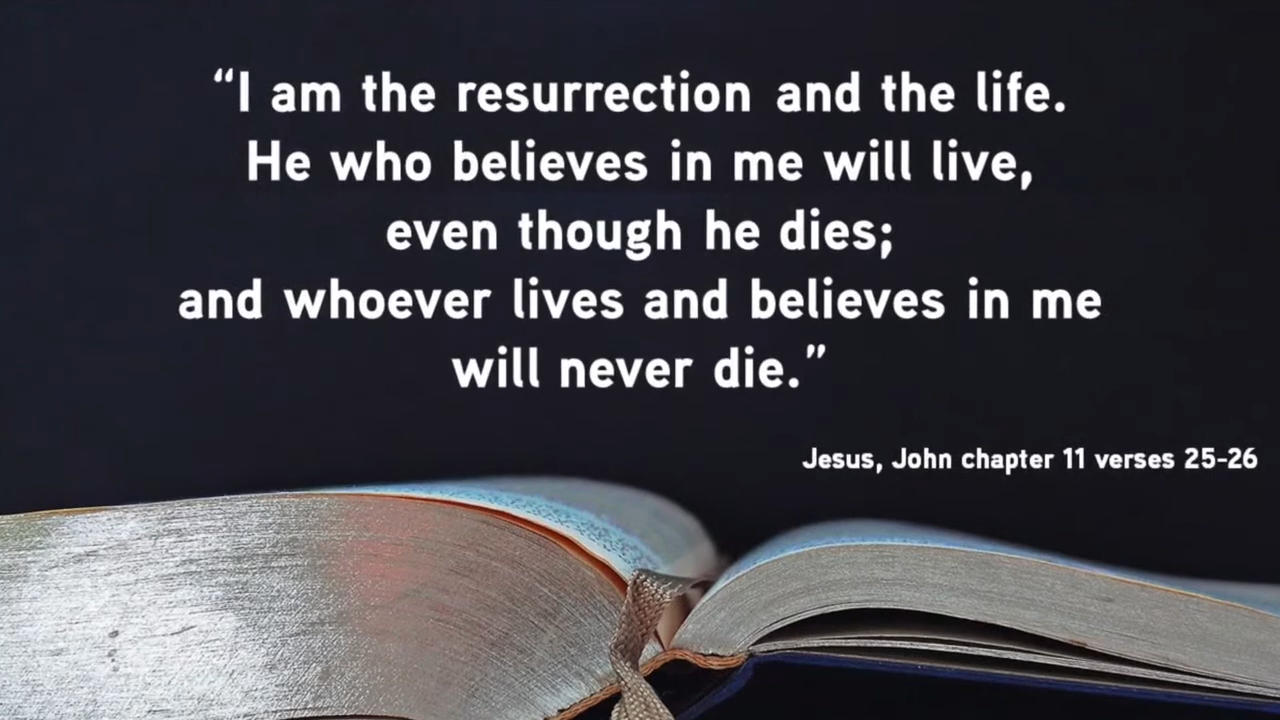 “I am the resurrection and the life.
He who believes in me will live,
even though he dies;
and whoever lives and believes in me
will never die.”
Jesus, John chapter 11 verses 25-26